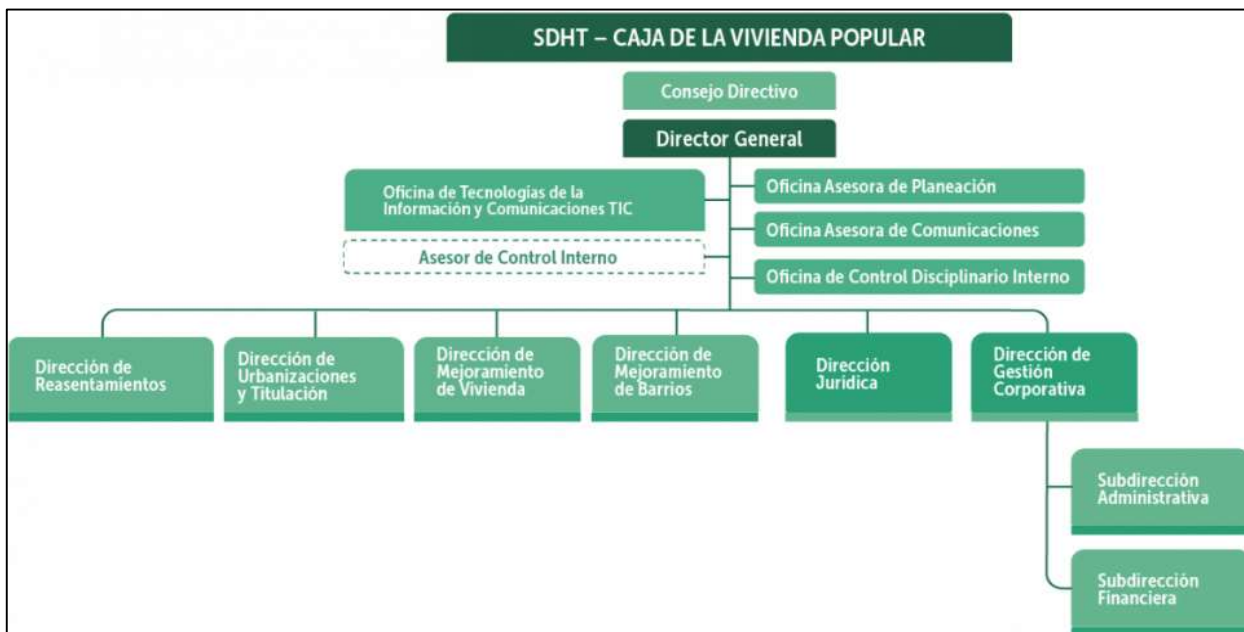 SDHT – CAJA DE LA VIVIENDA POPULAR
Consejo Directivo
Director General
Oficina de Tecnologías de la
Información y Comunicaciones TIC
Asesor de Control Interno
Oficina Asesora de Planeación
Oficina Asesora de Comunicaciones
Oficina de Control Disciplinario Interno
Dirección de
Reasentamientos
Dirección de
Urbanizaciones
y Titulación
Dirección de
Mejoramiento
de Vivienda
Dirección de
Mejoramiento
de Barrios
Dirección
Jurídica
Dirección de
Gestión
Corporativa
Subdirección
Administrativa
Subdirección
Financiera